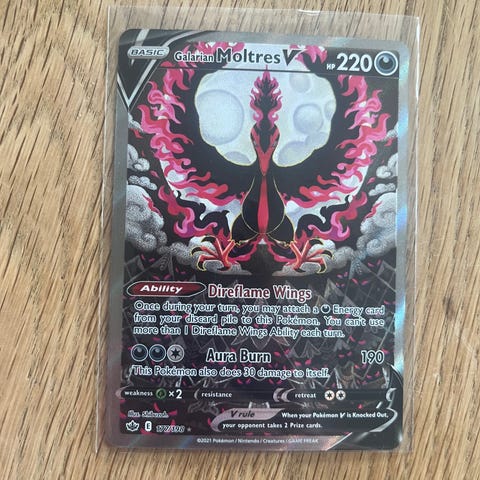 BASIC
Galarian Moltres V HP 220
Ability Direflame Wings
Once during your turn, you may attach a Energy card
from your discard pile to this Pokémon. You can't use
more than 1 Direflame Wings Ability each turn.
Aura Burn 190
This Pokémon also does 30 damage to itself.
weakness ×2 resistance retreat
Illus. Shibuzoh.
V rule When your Pokémon V is Knocked Out,
E 177/198 ★ your opponent takes 2 Prize cards.
©2021 Pokémon / Nintendo / Creatures / GAME FREAK